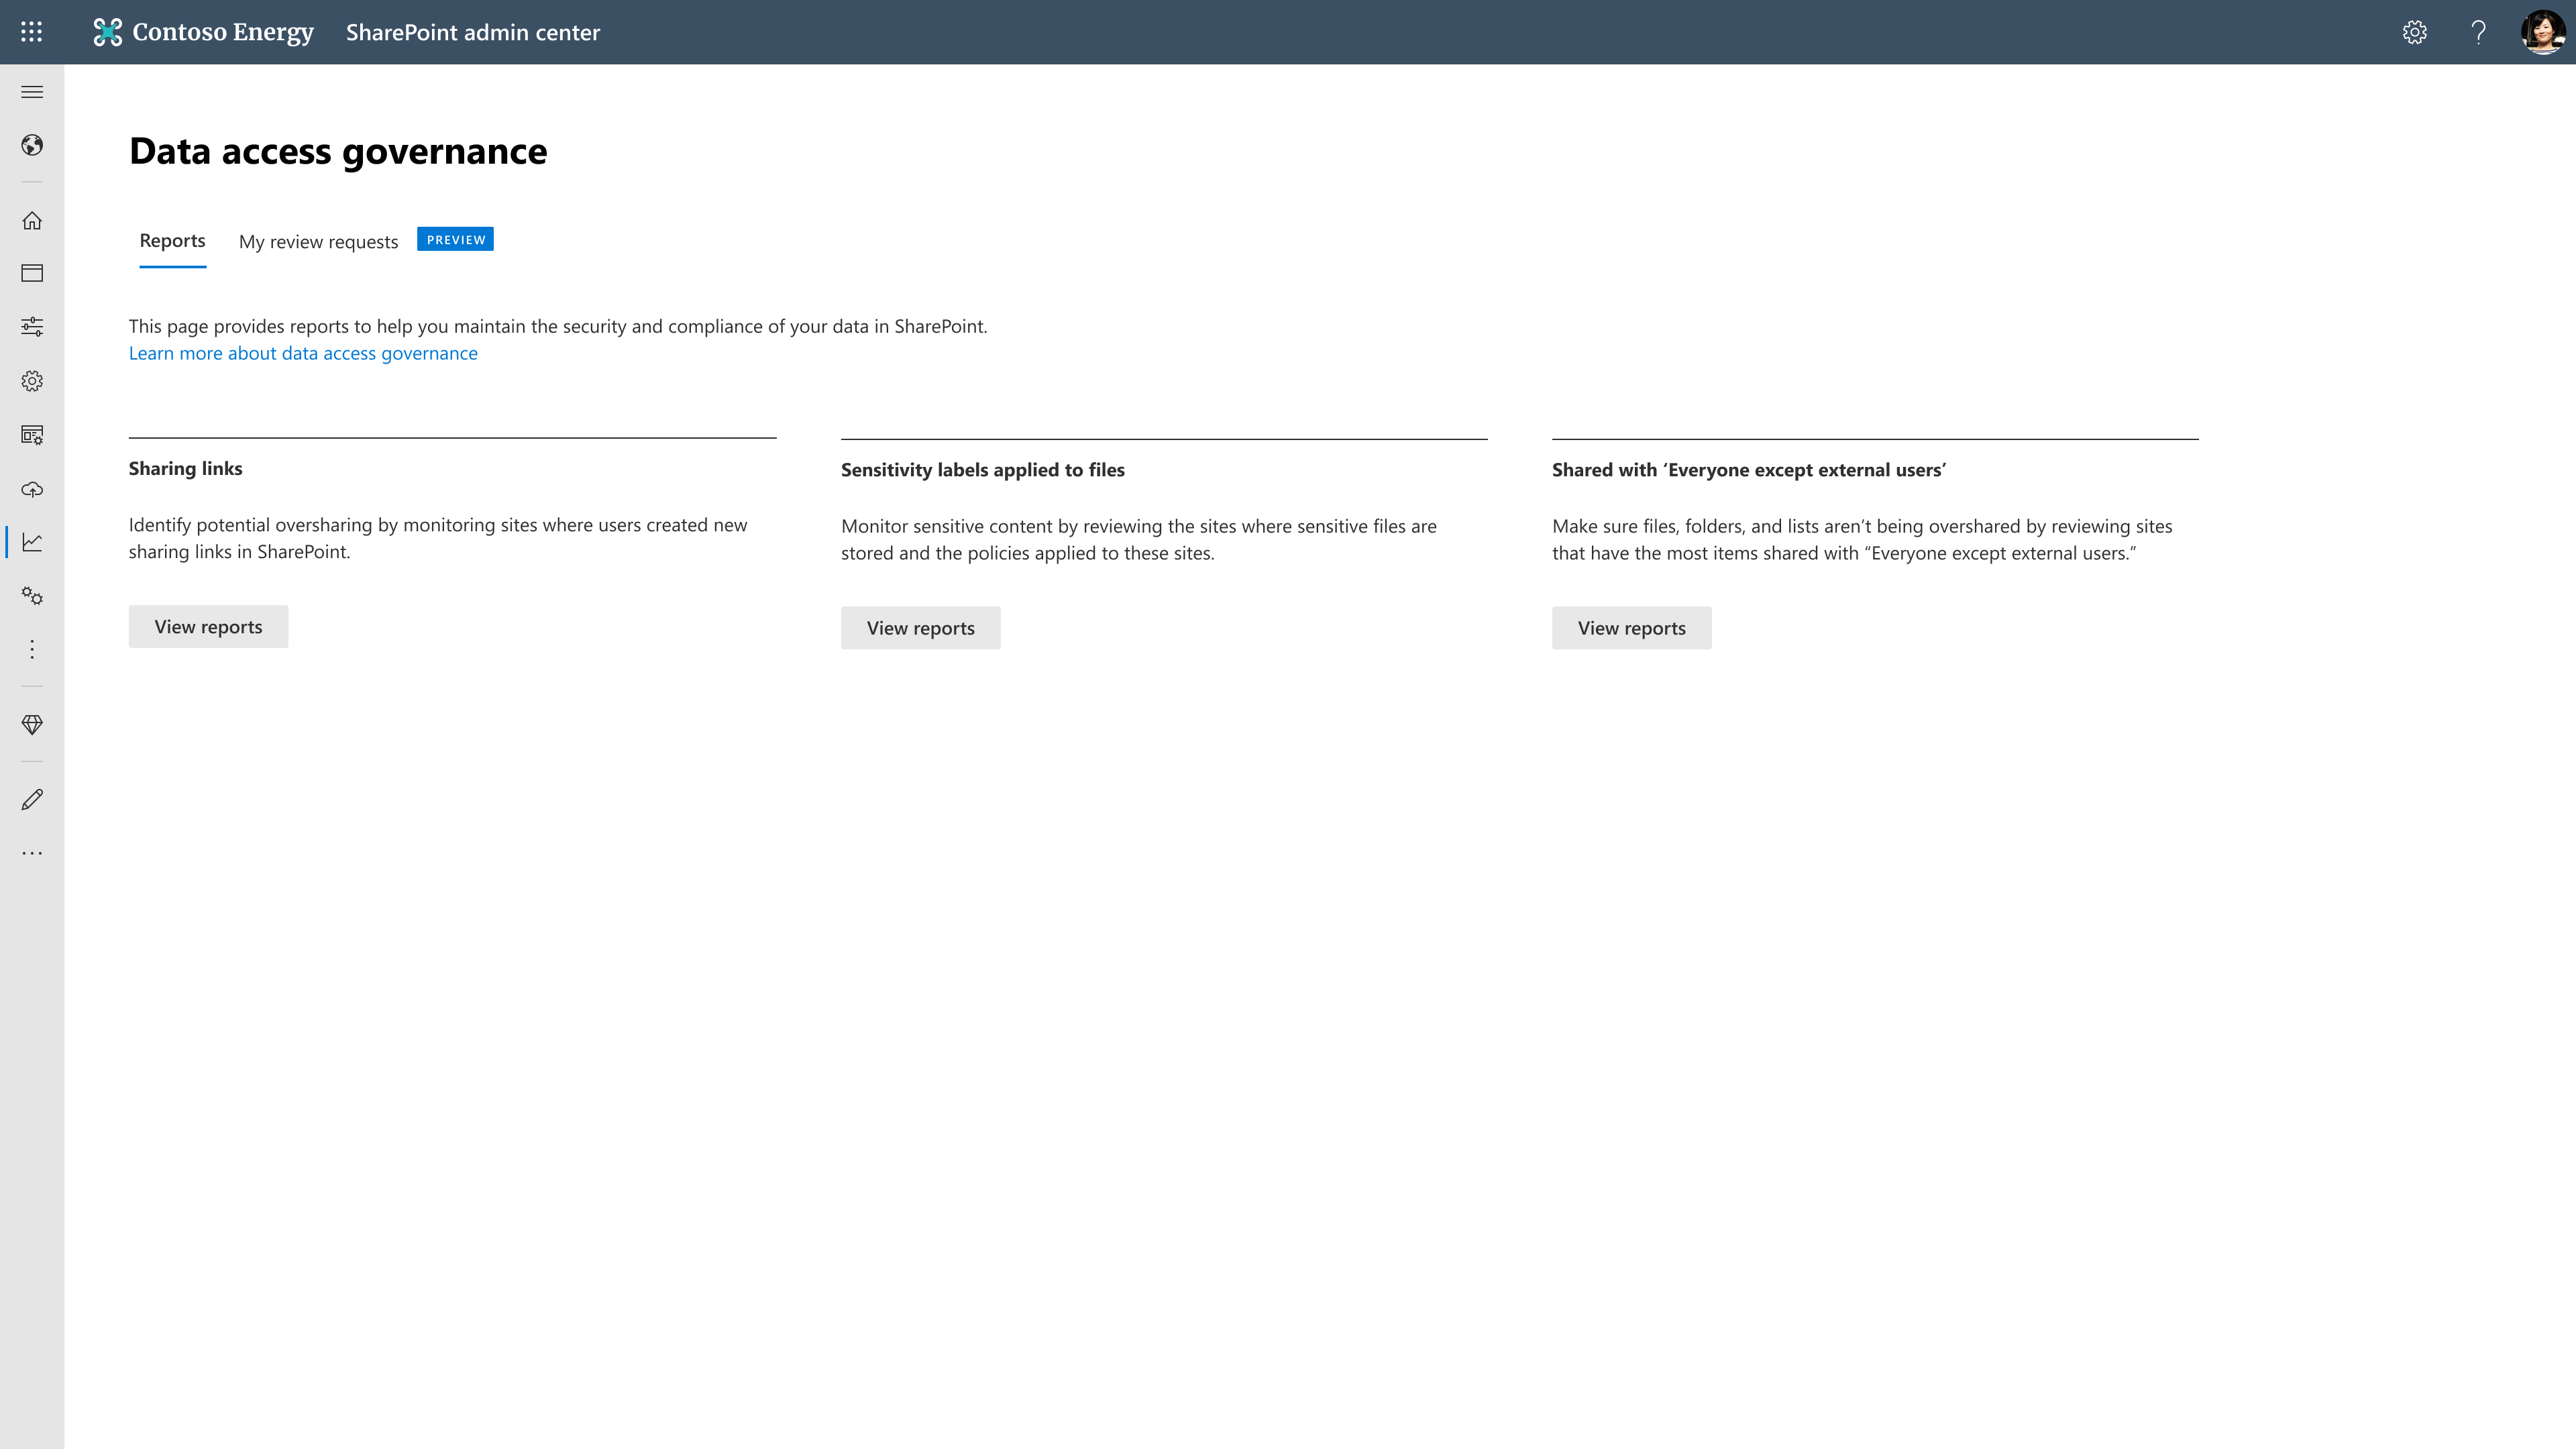 Contoso Energy SharePoint admin center
Data access governance
Reports My review requests PREVIEW
This page provides reports to help you maintain the security and compliance of your data in SharePoint.
Learn more about data access governance
Sharing links
Identify potential oversharing by monitoring sites where users created new
sharing links in SharePoint.
View reports
Sensitivity labels applied to files
Monitor sensitive content by reviewing the sites where sensitive files are
stored and the policies applied to these sites.
View reports
Shared with ‘Everyone except external users’
Make sure files, folders, and lists aren’t being overshared by reviewing sites
that have the most items shared with “Everyone except external users.”
View reports